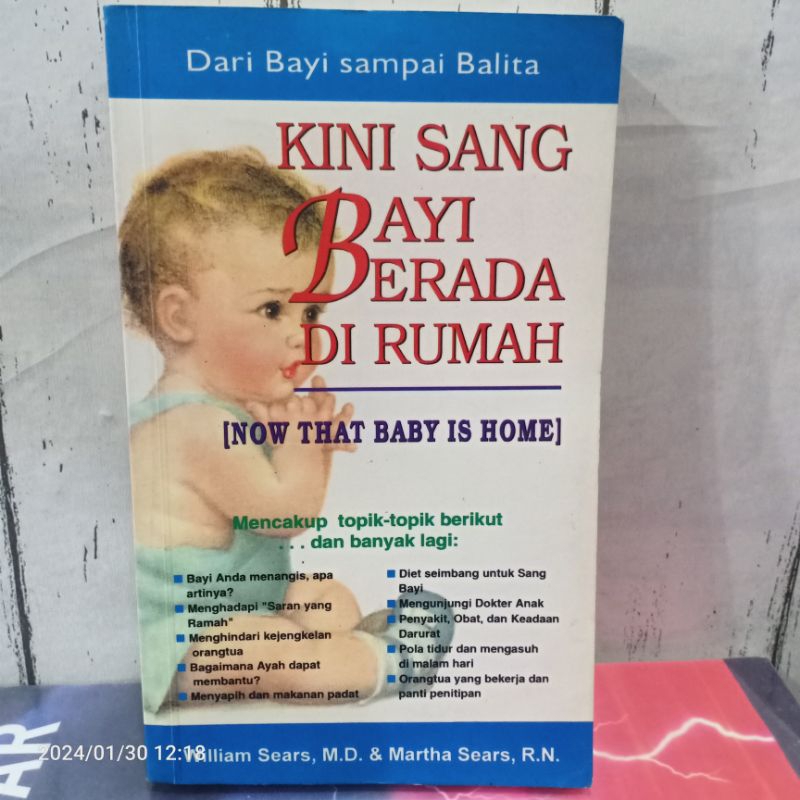 Dari Bayi sampai Balita
KINI SANG
BAYI
BERADA
DI RUMAH
[NOW THAT BABY IS HOME]
Mencakup topik-topik berikut
. . . dan banyak lagi:
Bayi Anda menangis, apa
artinya?
Menghadapi "Saran yang
Ramah"
Menghindari kejengkelan
orangtua
Bagaimana Ayah dapat
membantu?
Menyapih dan makanan padat
Diet seimbang untuk Sang
Bayi
Mengunjungi Dokter Anak
Penyakit, Obat, dan Keadaan
Darurat
Pola tidur dan mengasuh
di malam hari
Orangtua yang bekerja dan
panti penitipan
William Sears, M.D. & Martha Sears, R.N.
2024/01/30 12:18
AR